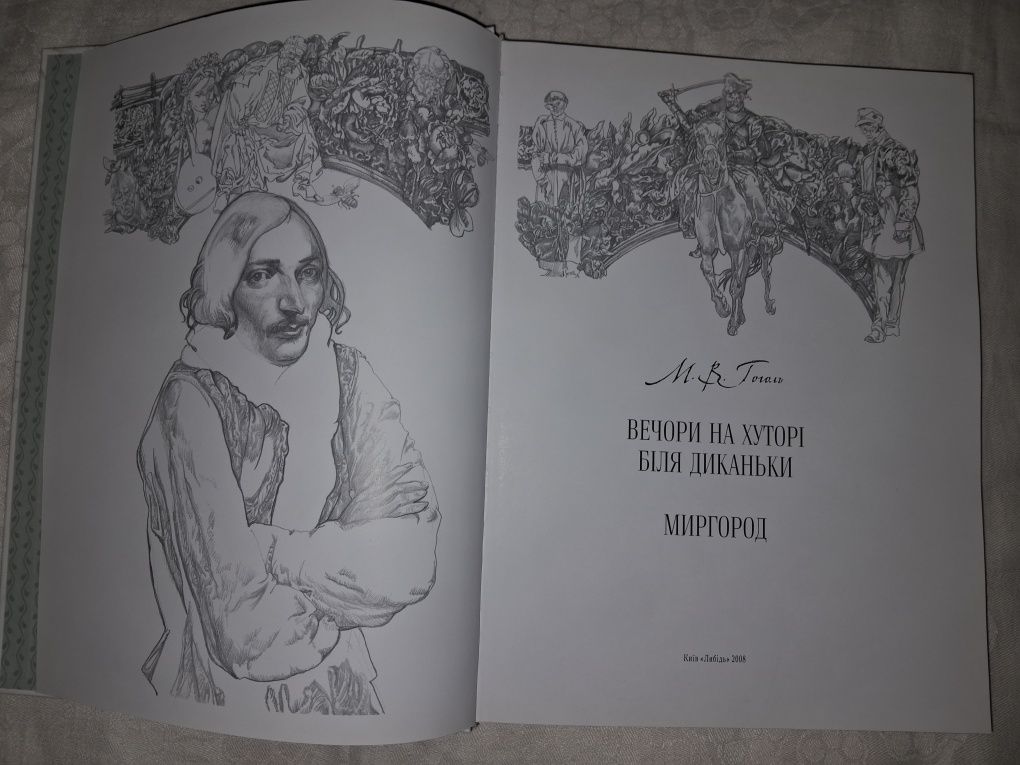 М. В. Гоголь
ВЕЧОРИ НА ХУТОРІ
БІЛЯ ДИКАНЬКИ
МИРГОРОД
Київ «Либідь» 2008